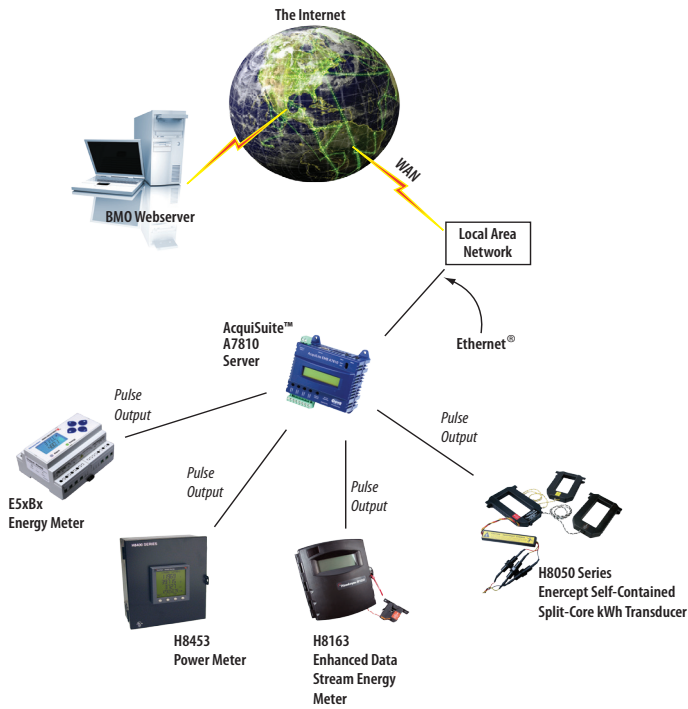 The Internet
WAN
BMO Webserver
Local Area
Network
AcquiSuite™
A7810
Server
Ethernet®
Pulse
Output
Pulse
Output
Pulse
Output
Pulse
Output
E5xBx
Energy Meter
H8400 SERIES
H8453
Power Meter
H8163
Enhanced Data
Stream Energy
Meter
H8050 Series
Enercept Self-Contained
Split-Core kWh Transducer